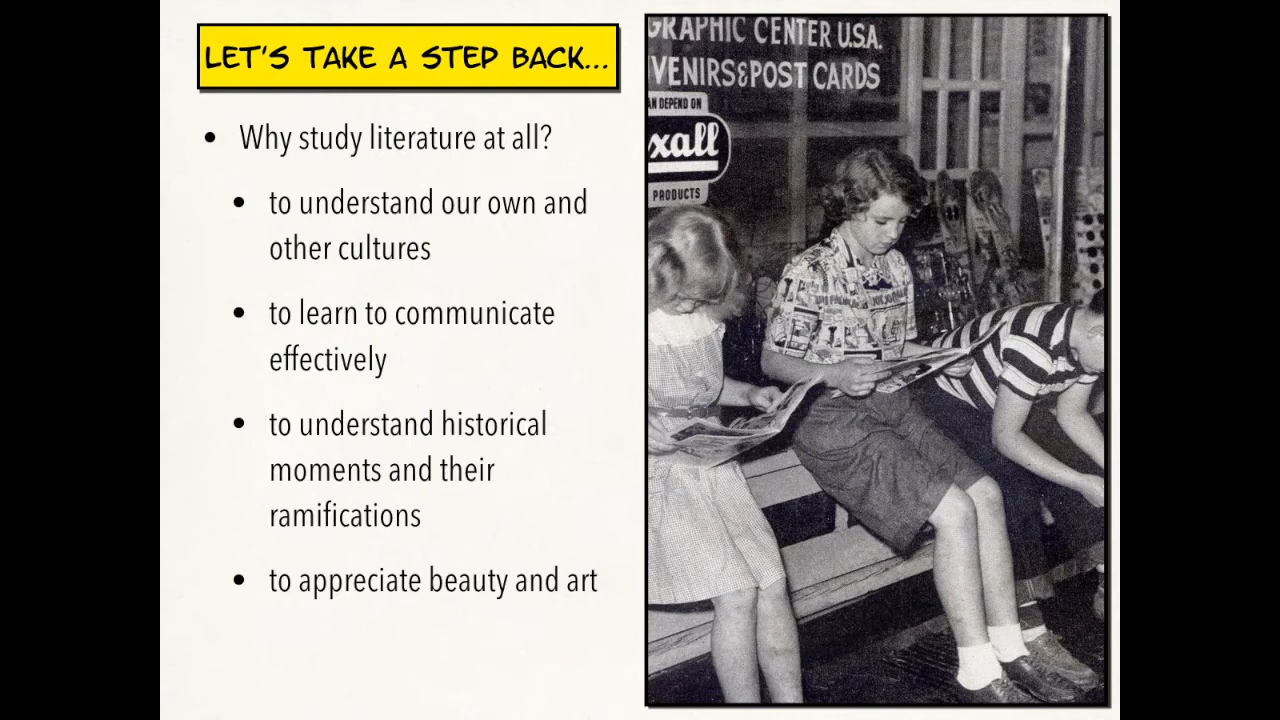 LET'S TAKE A STEP BACK...
• Why study literature at all?
• to understand our own and
other cultures
• to learn to communicate
effectively
• to understand historical
moments and their
ramifications
• to appreciate beauty and art
GRAPHIC CENTER U.S.A.
VENIRS&POST CARDS
AN DEPEND ON
xall
PRODUCTS